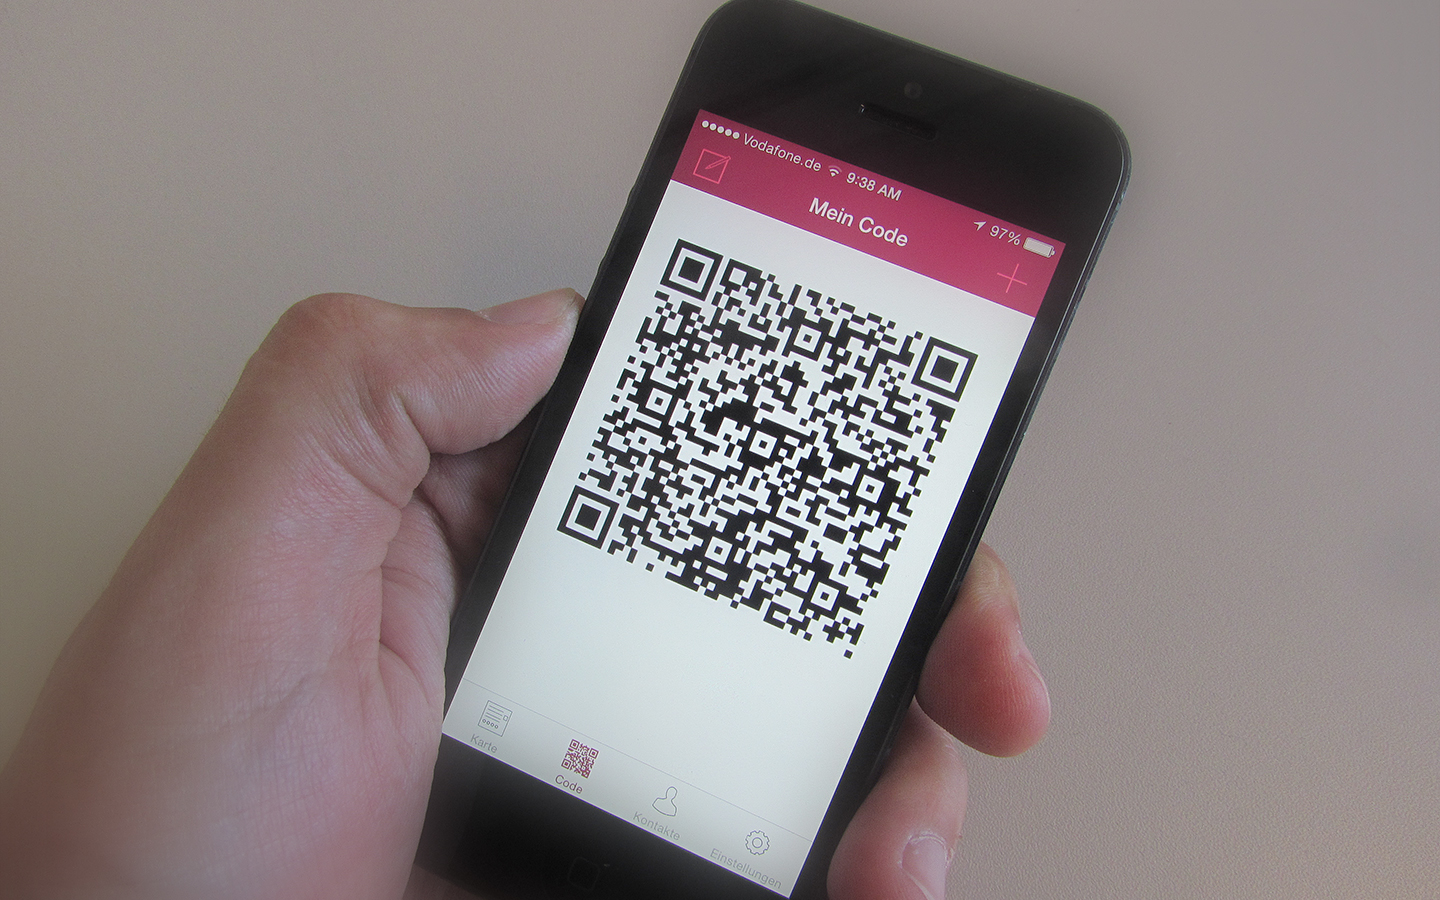 Vodafone.de 9:38 AM 97%
Mein Code
Karte
Code
Kontakte
Einstellungen